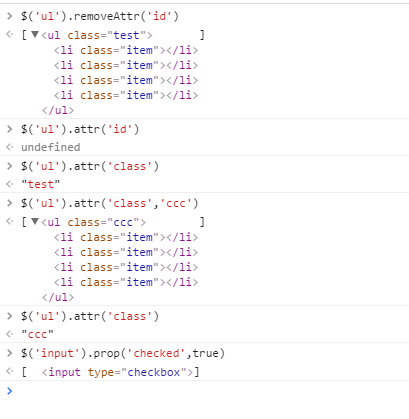 > $('ul').removeAttr('id')
<· [ ▼<ul class="test"> ]
<li class="item"></li>
<li class="item"></li>
<li class="item"></li>
<li class="item"></li>
</ul>
> $('ul').attr('id')
<· undefined
> $('ul').attr('class')
<· "test"
> $('ul').attr('class','ccc')
<· [ ▼<ul class="ccc"> ]
<li class="item"></li>
<li class="item"></li>
<li class="item"></li>
<li class="item"></li>
</ul>
> $('ul').attr('class')
<· "ccc"
> $('input').prop('checked',true)
<· [ <input type="checkbox">]
>